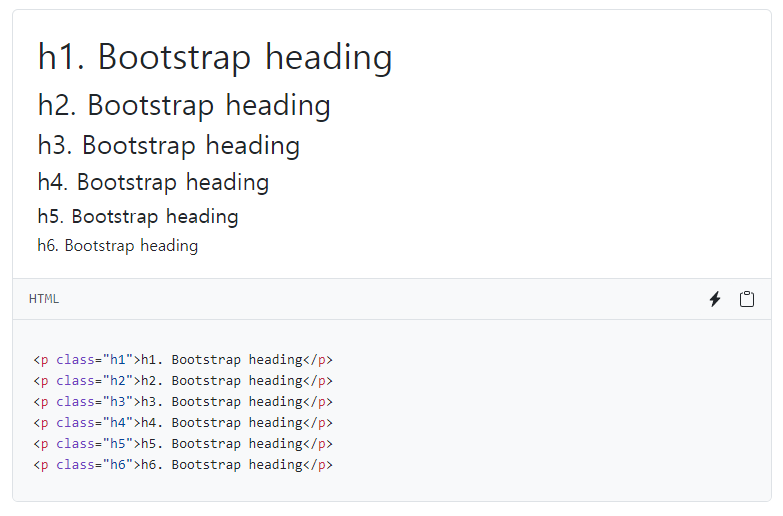 h1. Bootstrap heading
h2. Bootstrap heading
h3. Bootstrap heading
h4. Bootstrap heading
h5. Bootstrap heading
h6. Bootstrap heading
HTML
<p class="h1">h1. Bootstrap heading</p>
<p class="h2">h2. Bootstrap heading</p>
<p class="h3">h3. Bootstrap heading</p>
<p class="h4">h4. Bootstrap heading</p>
<p class="h5">h5. Bootstrap heading</p>
<p class="h6">h6. Bootstrap heading</p>